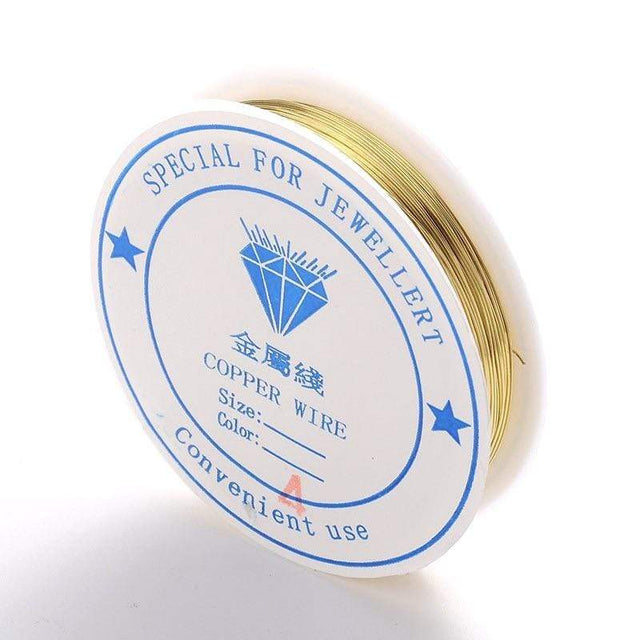 SPECIAL FOR JEWELLERT
金屬綫
COPPER WIRE
Size:
Color:
4
Convenient use